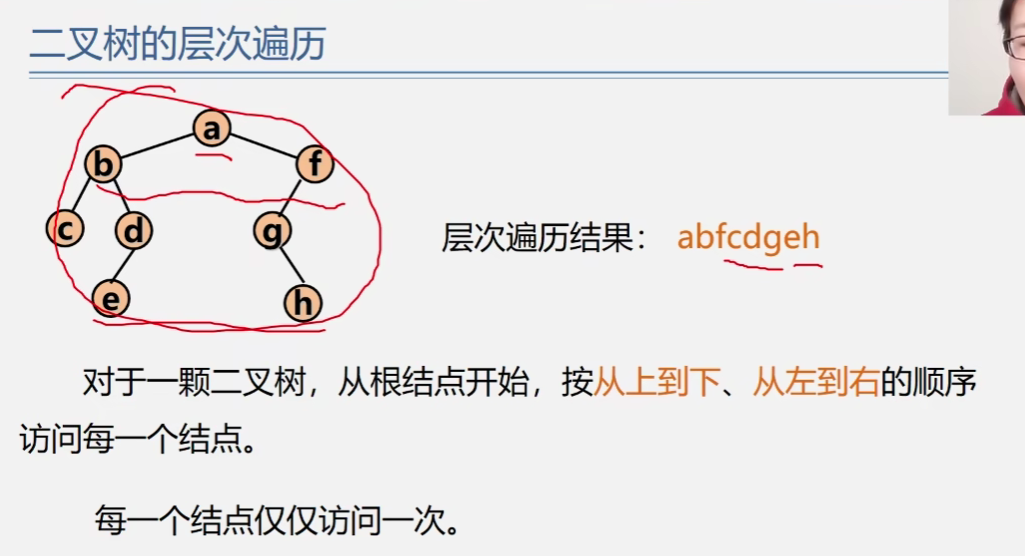 二叉树的层次遍历
a
b
f
c
d
g
e
h
层次遍历结果： abfcdgeh
对于一颗二叉树，从根结点开始，按从上到下、从左到右的顺序
访问每一个结点。
每一个结点仅仅访问一次。